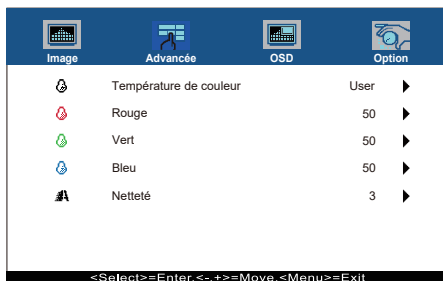 Image Advancée OSD Option
Température de couleur User
Rouge 50
Vert 50
Bleu 50
Netteté 3
<Select>=Enter,<-,+>=Move,<Menu>=Exit